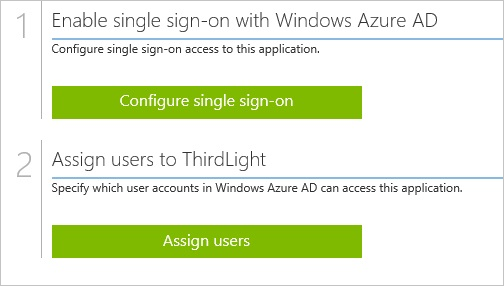 1
Enable single sign-on with Windows Azure AD
Configure single sign-on access to this application.
Configure single sign-on
2
Assign users to ThirdLight
Specify which user accounts in Windows Azure AD can access this application.
Assign users